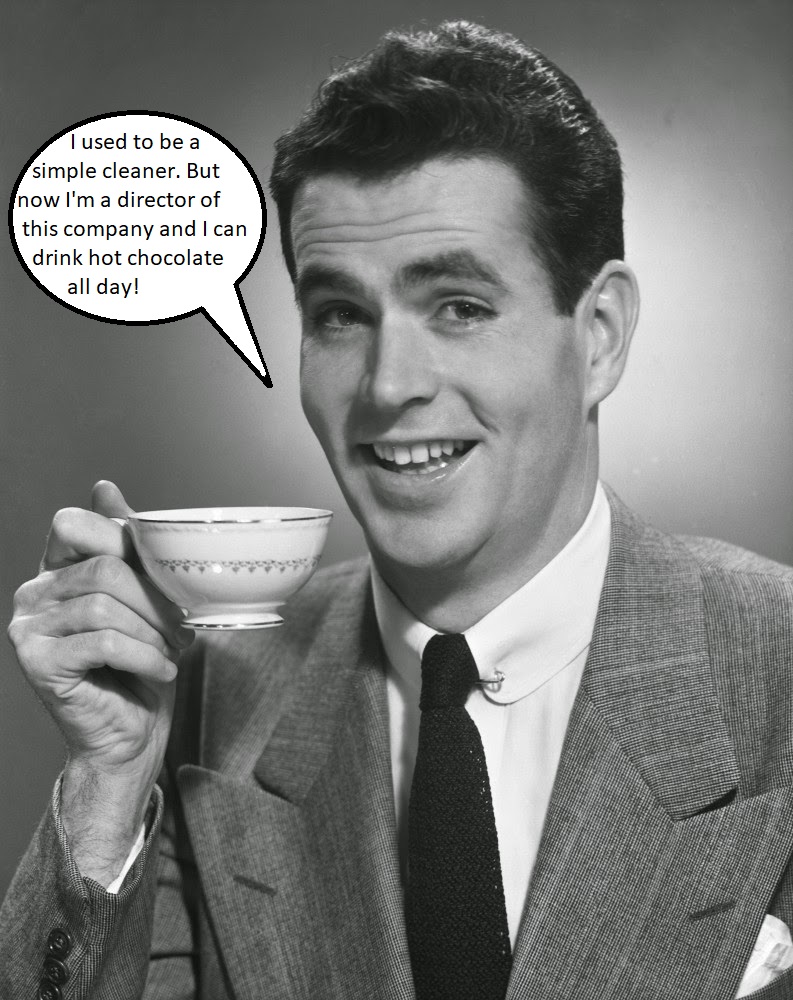 I used to be a
simple cleaner. But
now I'm a director of
this company and I can
drink hot chocolate
all day!